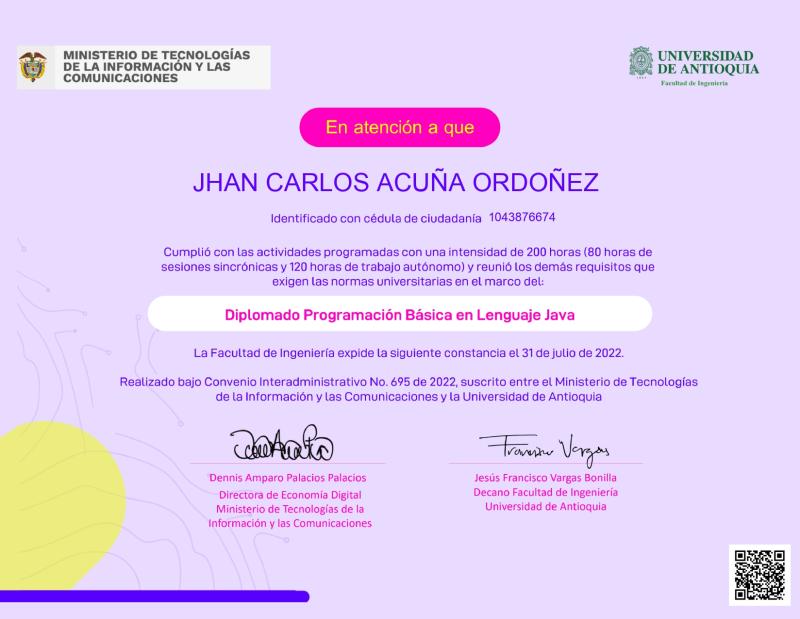 MINISTERIO DE TECNOLOGÍAS
DE LA INFORMACIÓN Y LAS
COMUNICACIONES
UNIVERSIDAD
DE ANTIOQUIA
Facultad de Ingeniería
En atención a que
JHAN CARLOS ACUÑA ORDOÑEZ
Identificado con cédula de ciudadanía 1043876674
Cumplió con las actividades programadas con una intensidad de 200 horas (80 horas de
sesiones sincrónicas y 120 horas de trabajo autónomo) y reunió los demás requisitos que
exigen las normas universitarias en el marco del:
Diplomado Programación Básica en Lenguaje Java
La Facultad de Ingeniería expide la siguiente constancia el 31 de julio de 2022.
Realizado bajo Convenio Interadministrativo No. 695 de 2022, suscrito entre el Ministerio de Tecnologías
de la Información y las Comunicaciones y la Universidad de Antioquia
Francisco Vargas
Dennis Amparo Palacios Palacios
Directora de Economía Digital
Ministerio de Tecnologías de la
Información y las Comunicaciones
Jesús Francisco Vargas Bonilla
Decano Facultad de Ingeniería
Universidad de Antioquia